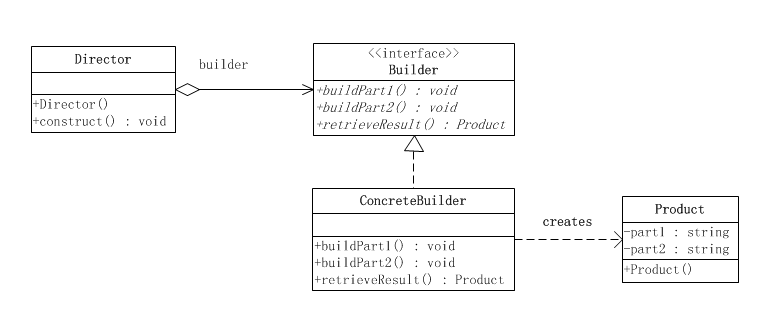 Director
+Director()
+construct() : void
builder
<<interface>>
Builder
+buildPart1() : void
+buildPart2() : void
+retrieveResult() : Product
ConcreteBuilder
+buildPart1() : void
+buildPart2() : void
+retrieveResult() : Product
creates
Product
-part1 : string
-part2 : string
+Product()